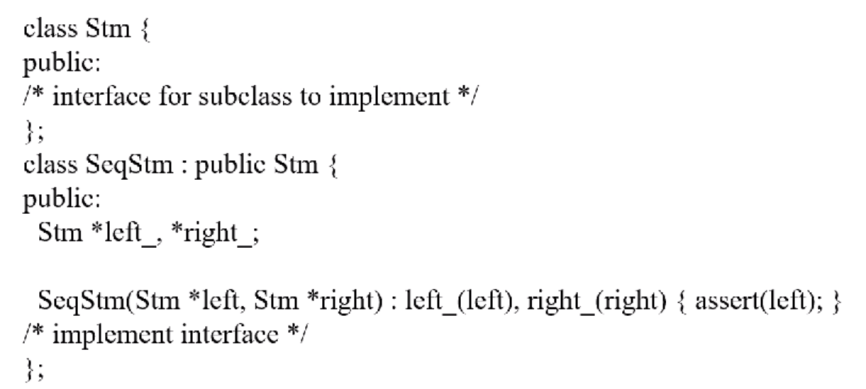 class Stm {
public:
/* interface for subclass to implement */
};
class SeqStm : public Stm {
public:
Stm *left_, *right_;
SeqStm(Stm *left, Stm *right) : left_(left), right_(right) { assert(left); }
/* implement interface */
};